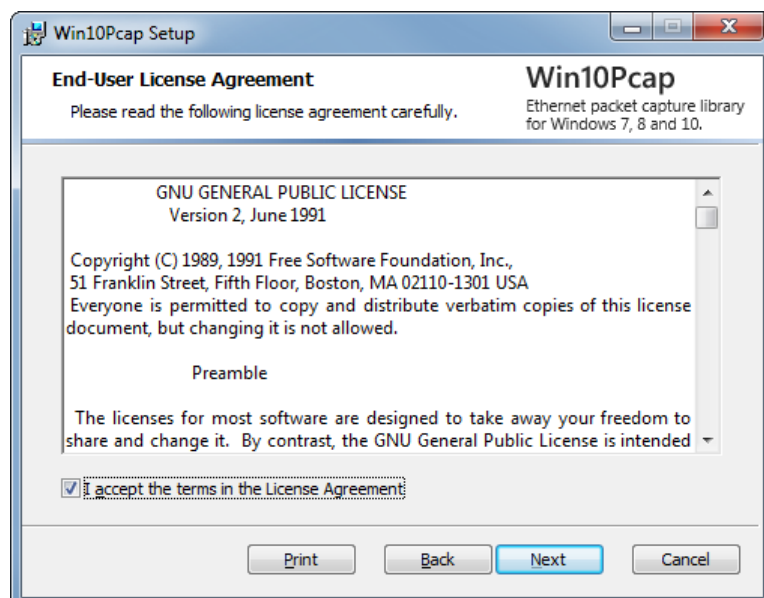 Win10Pcap Setup
End-User License Agreement
Please read the following license agreement carefully.
Win10Pcap
Ethernet packet capture library
for Windows 7, 8 and 10.
GNU GENERAL PUBLIC LICENSE
Version 2, June 1991
Copyright (C) 1989, 1991 Free Software Foundation, Inc.,
51 Franklin Street, Fifth Floor, Boston, MA 02110-1301 USA
Everyone is permitted to copy and distribute verbatim copies of this license
document, but changing it is not allowed.
Preamble
The licenses for most software are designed to take away your freedom to
share and change it.  By contrast, the GNU General Public License is intended
I accept the terms in the License Agreement
Print
Back
Next
Cancel